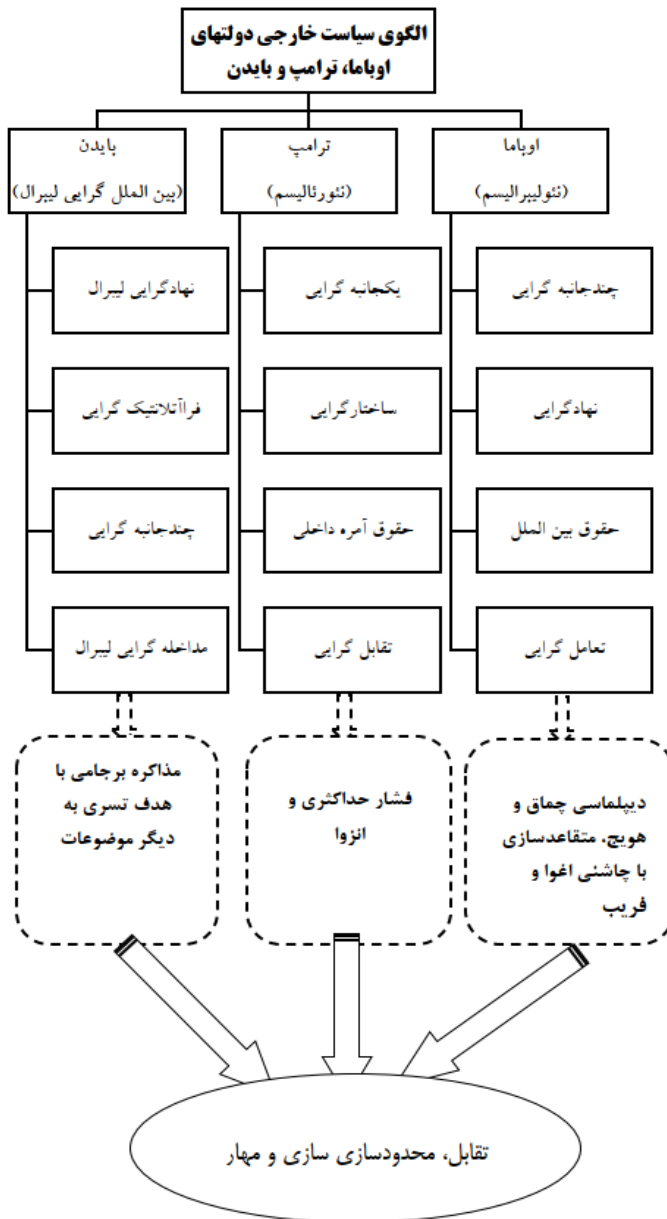 الگوی سیاست خارجی دولتهای
اوباما، ترامپ و بایدن
اوباما
(نئولیبرالیسم)
ترامپ
(نئورئالیسم)
بایدن
(بین الملل گرایی لیبرال)
چندجانبه گرایی
یکجانبه گرایی
نهادگرایی لیبرال
نهادگرایی
ساختارگرایی
فراآتلانتیک گرایی
حقوق بین الملل
حقوق آمره داخلی
چندجانبه گرایی
تعامل گرایی
تقابل گرایی
مداخله گرایی لیبرال
دیپلماسی چماق و
هویج، متقاعدسازی
با چاشنی اغوا و
فریب
فشار حداکثری و
انزوا
مذاکره برجامی با
هدف تسری به
دیگر موضوعات
تقابل، محدودسازی سازی و مهار